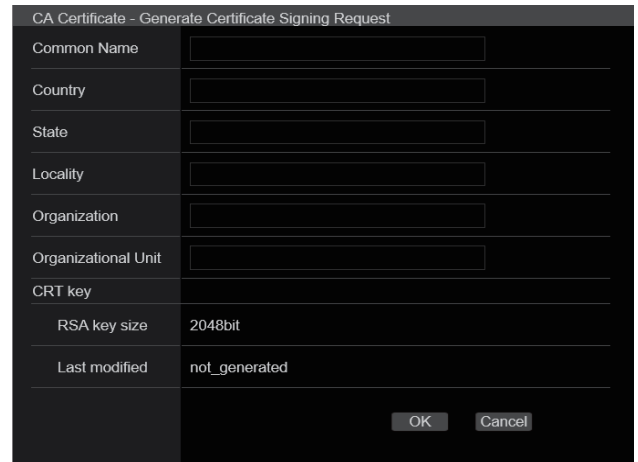 CA Certificate - Generate Certificate Signing Request
Common Name
Country
State
Locality
Organization
Organizational Unit
CRT key
RSA key size 2048bit
Last modified not_generated
OK Cancel